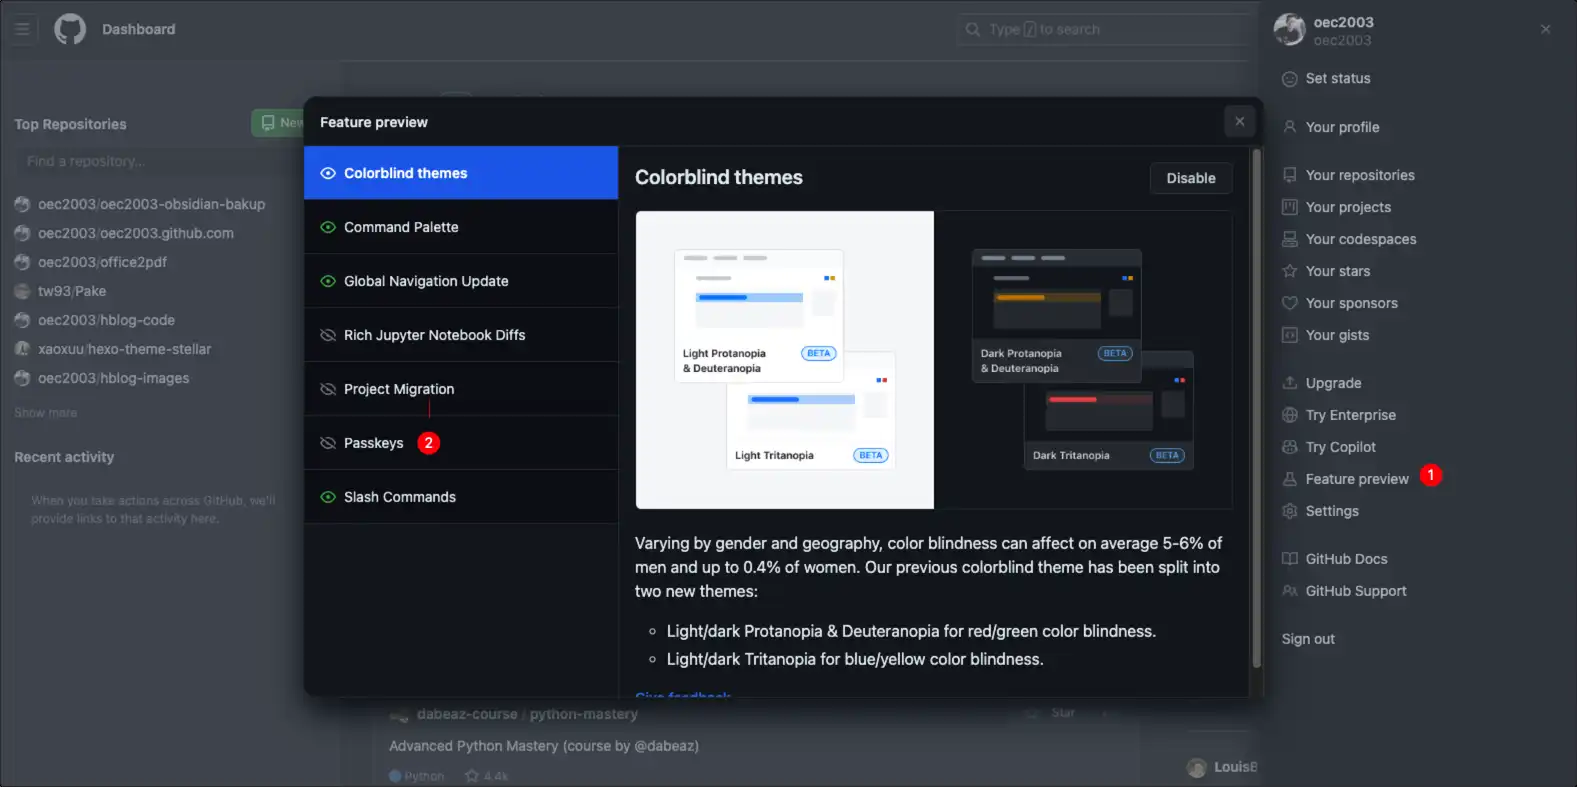 Dashboard
Type / to search
oec2003
oec2003
Set status
Your profile
Your repositories
Your projects
Your codespaces
Your stars
Your sponsors
Your gists
Upgrade
Try Enterprise
Try Copilot
Feature preview 1
Settings
GitHub Docs
GitHub Support
Sign out
Top Repositories
New
Find a repository...
oec2003/oec2003-obsidian-bakup
oec2003/oec2003.github.com
oec2003/office2pdf
tw93/Pake
oec2003/hblog-code
xaoxuu/hexo-theme-stellar
oec2003/hblog-images
Show more
Recent activity
When you take actions across GitHub, we'll
provide links to that activity here.
Feature preview
Colorblind themes
Command Palette
Global Navigation Update
Rich Jupyter Notebook Diffs
Project Migration
Passkeys 2
Slash Commands
Colorblind themes
Disable
Light Protanopia
& Deuteranopia
BETA
Light Tritanopia
BETA
Dark Protanopia
& Deuteranopia
BETA
Dark Tritanopia
BETA
Varying by gender and geography, color blindness can affect on average 5-6% of
men and up to 0.4% of women. Our previous colorblind theme has been split into
two new themes:
Light/dark Protanopia & Deuteranopia for red/green color blindness.
Light/dark Tritanopia for blue/yellow color blindness.
Give feedback
dabeaz-course / python-mastery
Star
Advanced Python Mastery (course by @dabeaz)
Python 4.4k